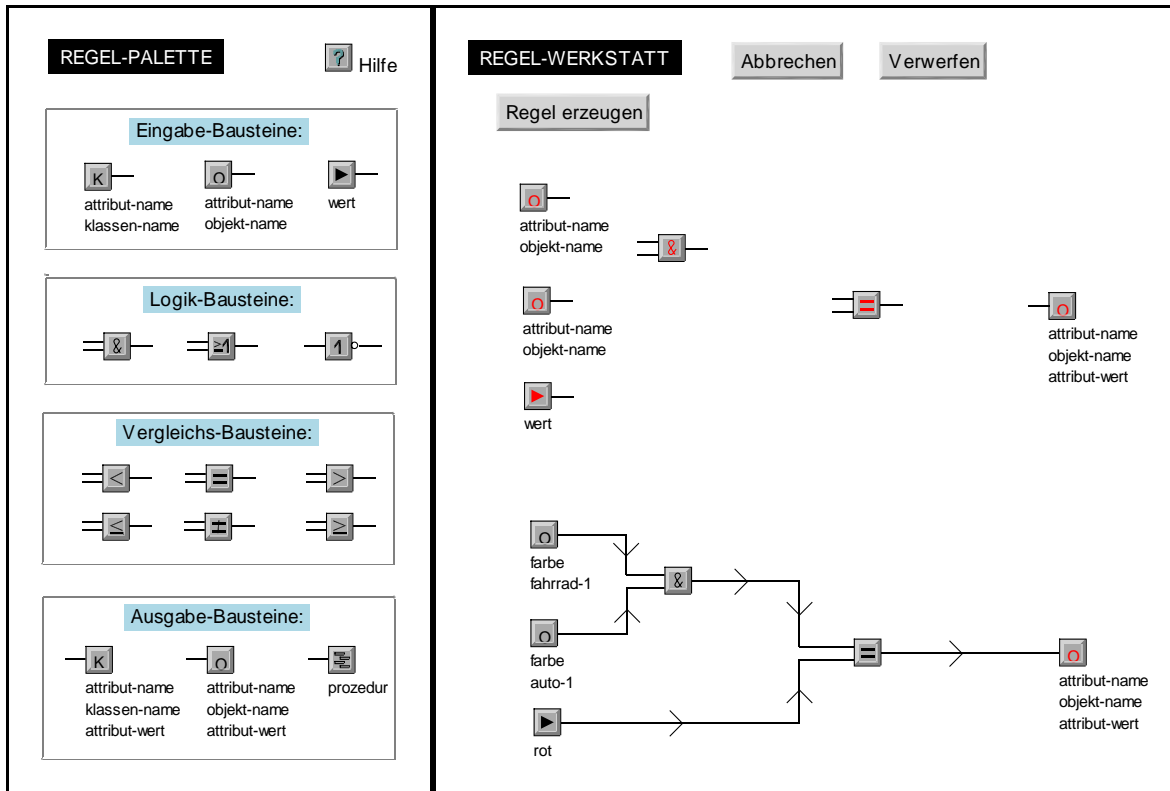 REGEL-PALETTE
? Hilfe
Eingabe-Bausteine:
K
O
attribut-name
klassen-name
attribut-name
objekt-name
wert
Logik-Bausteine:
&
≥1
1
Vergleichs-Bausteine:
<
=
>
≤
≠
≥
Ausgabe-Bausteine:
K
O
attribut-name
klassen-name
attribut-wert
attribut-name
objekt-name
attribut-wert
prozedur
REGEL-WERKSTATT
Abbrechen
Verwerfen
Regel erzeugen
O
attribut-name
objekt-name
&
O
attribut-name
objekt-name
=
O
attribut-name
objekt-name
attribut-wert
wert
O
farbe
fahrrad-1
&
O
farbe
auto-1
=
O
attribut-name
objekt-name
attribut-wert
rot